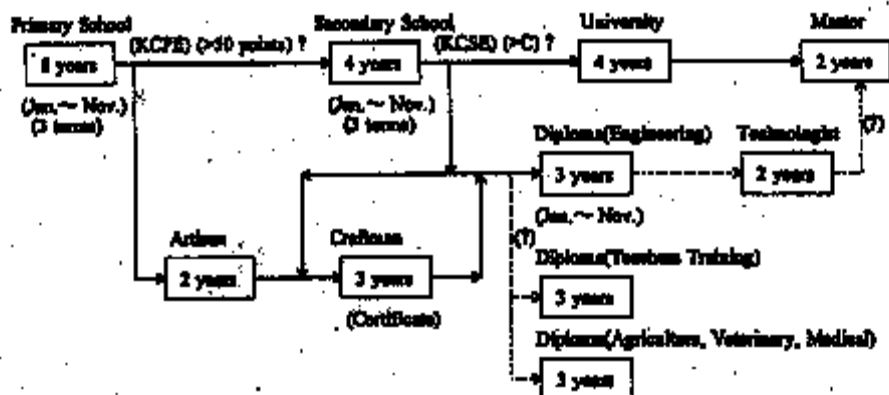 Primary School
8 years
(Jan.~ Nov.)
(3 terms)
(KCPE) (>50 points) ?
Secondary School
4 years
(Jan.~ Nov.)
(3 terms)
(KCSE) (>C) ?
University
4 years
Master
2 years
(?)
Diploma(Engineering)
3 years
(Jan.~ Nov.)
Technologist
2 years
(?)
Artisan
2 years
Craftsman
3 years
(Certificate)
Diploma( Training)
3 years
Diploma(Agriculture, Veterinary, Medical)
3 years